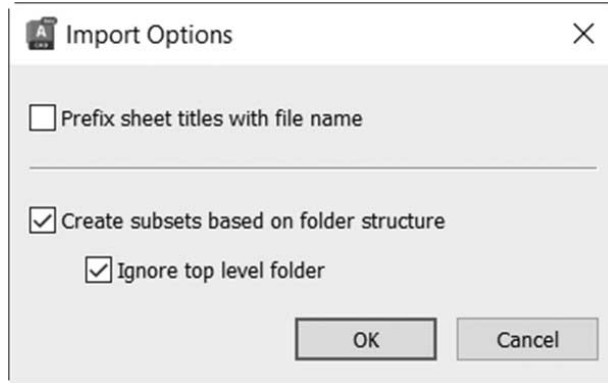 Import Options
Prefix sheet titles with file name
Create subsets based on folder structure
Ignore top level folder
OK Cancel